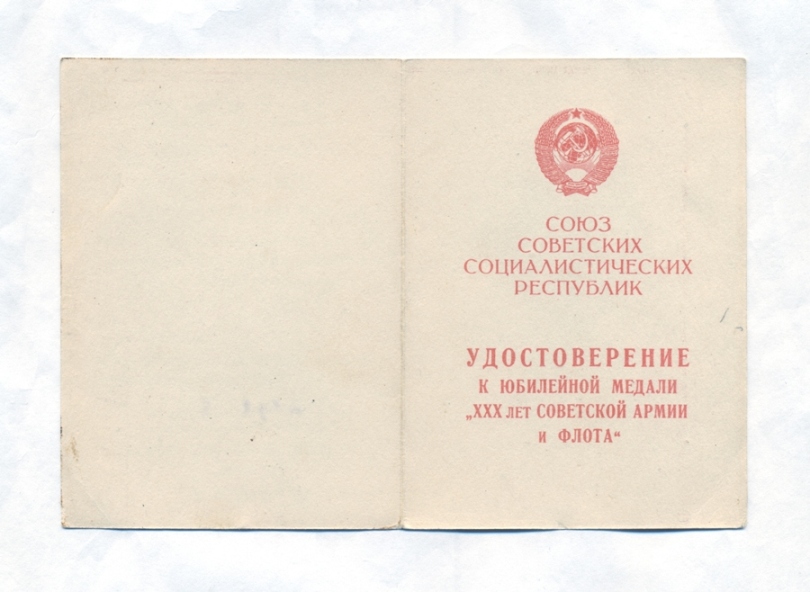 СОЮЗ
СОВЕТСКИХ
СОЦИАЛИСТИЧЕСКИХ
РЕСПУБЛИК
УДОСТОВЕРЕНИЕ
К ЮБИЛЕЙНОЙ МЕДАЛИ
„XXX ЛЕТ СОВЕТСКОЙ АРМИИ
И ФЛОТА“